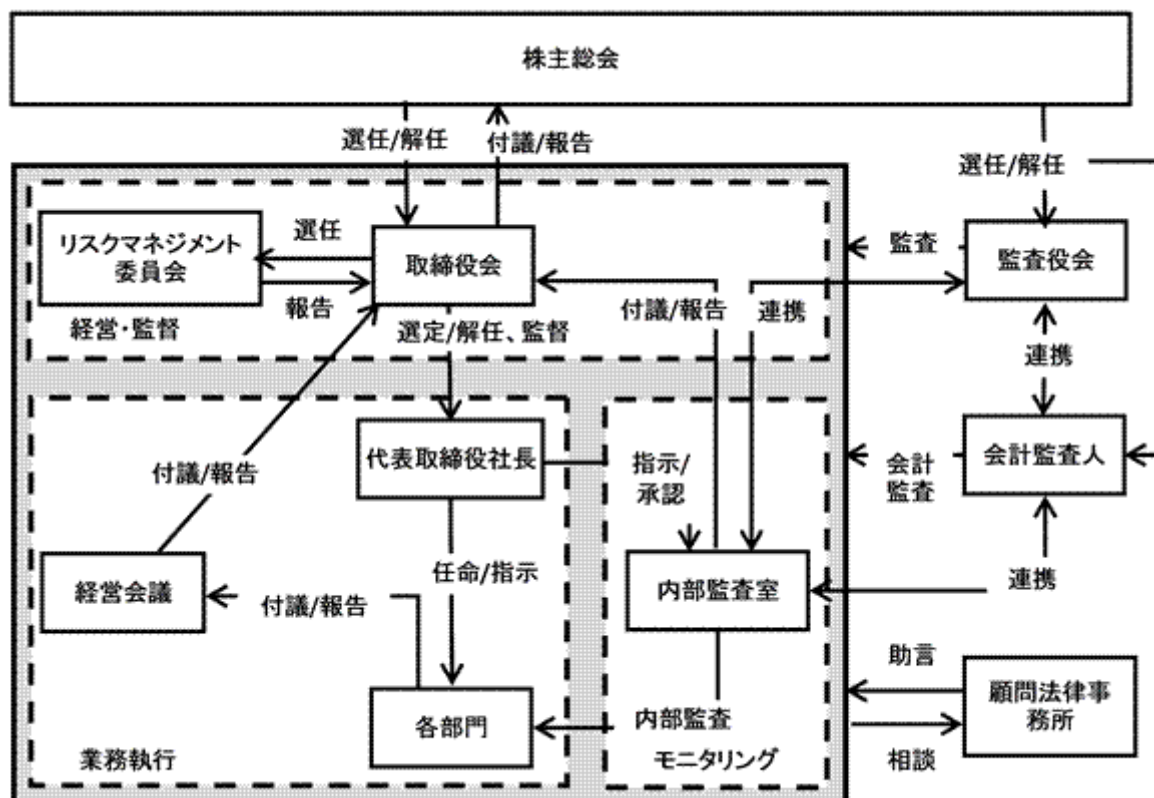 株主総会
選任/解任
付議/報告
選任/解任
リスクマネジメント
委員会
選任
取締役会
監査
監査役会
報告
付議/報告
連携
経営・監督
選定/解任、監督
連携
代表取締役社長
指示/
承認
会計
監査
会計監査人
付議/報告
任命/指示
経営会議
付議/報告
内部監査室
連携
助言
顧問法律事
務所
各部門
内部監査
業務執行
モニタリング
相談